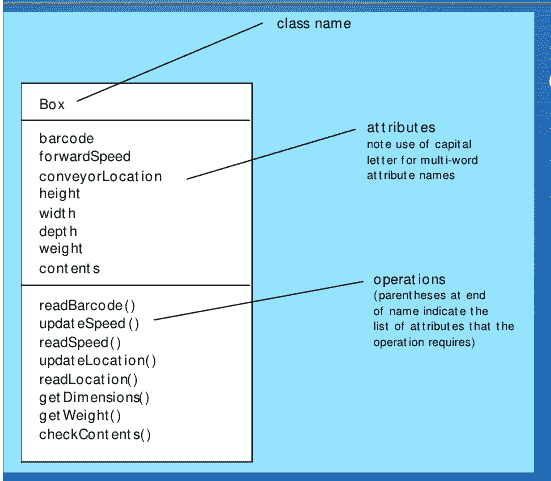 class name
Box
barcode
forwardSpeed
conveyorLocation
height
width
depth
weight
contents
attributes
note use of capital
letter for multi-word
attribute names
readBarcode()
updateSpeed()
readSpeed()
updateLocation()
readLocation()
getDimensions()
getWeight()
checkContents()
operations
(parentheses at end
of name indicate the
list of attributes that the
operation requires)